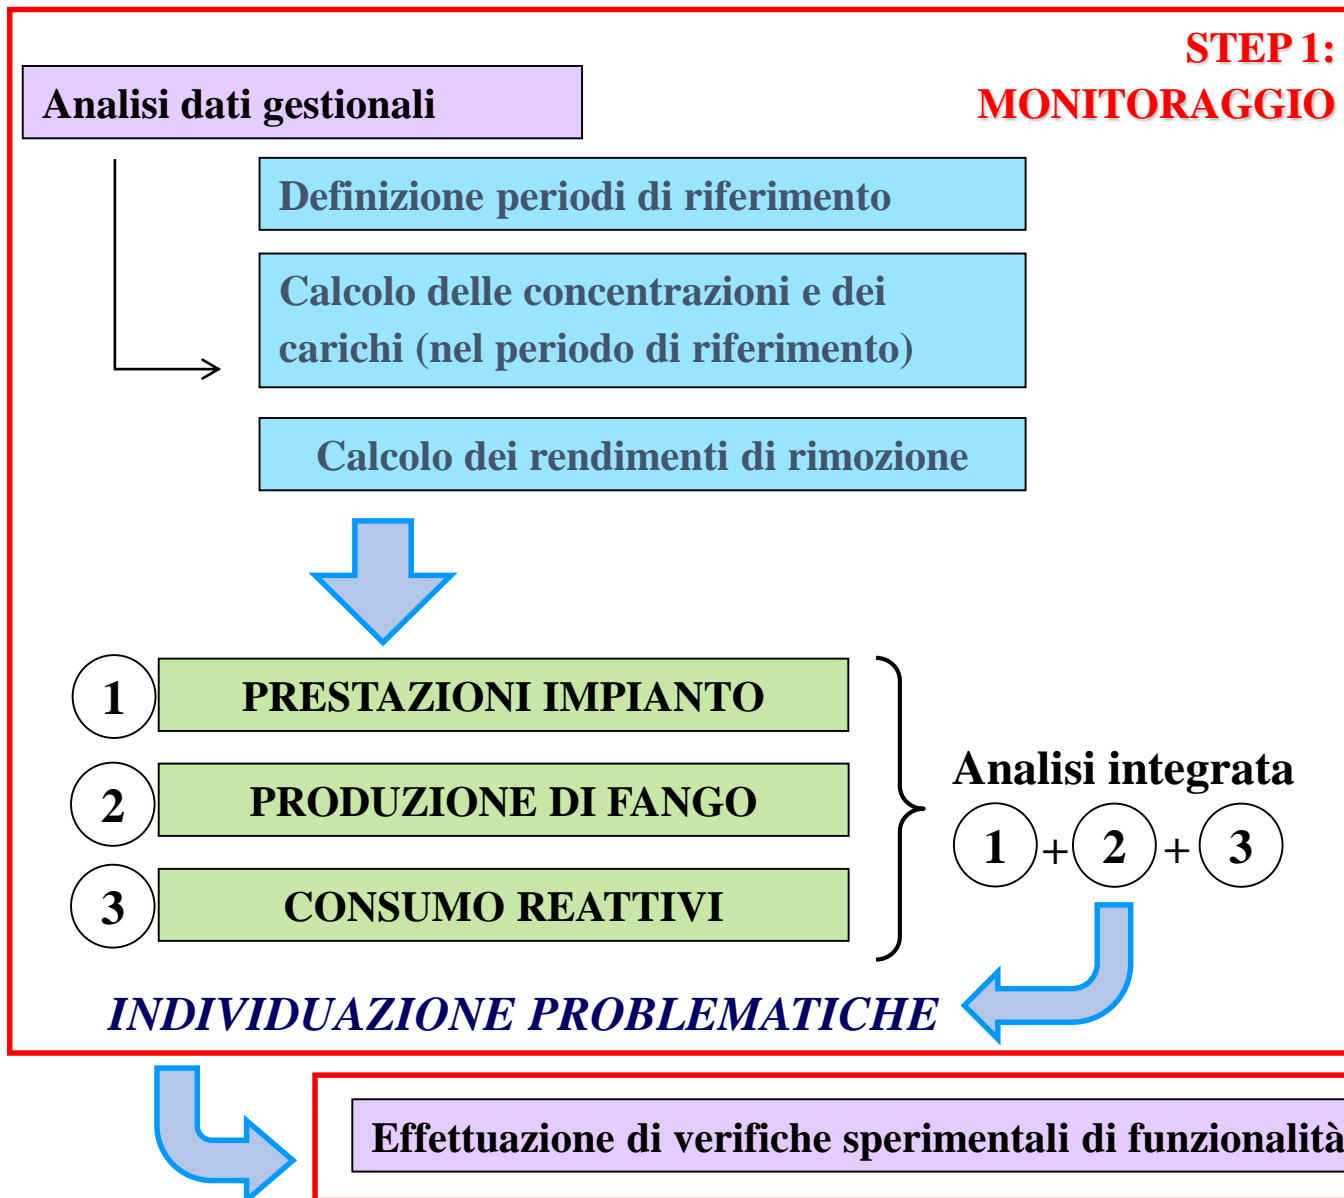 STEP 1:
MONITORAGGIO
Analisi dati gestionali
Definizione periodi di riferimento
Calcolo delle concentrazioni e dei
carichi (nel periodo di riferimento)
Calcolo dei rendimenti di rimozione
1 PRESTAZIONI IMPIANTO
2 PRODUZIONE DI FANGO
3 CONSUMO REATTIVI
Analisi integrata
1 + 2 + 3
INDIVIDUAZIONE PROBLEMATICHE
Effettuazione di verifiche sperimentali di funzionalità